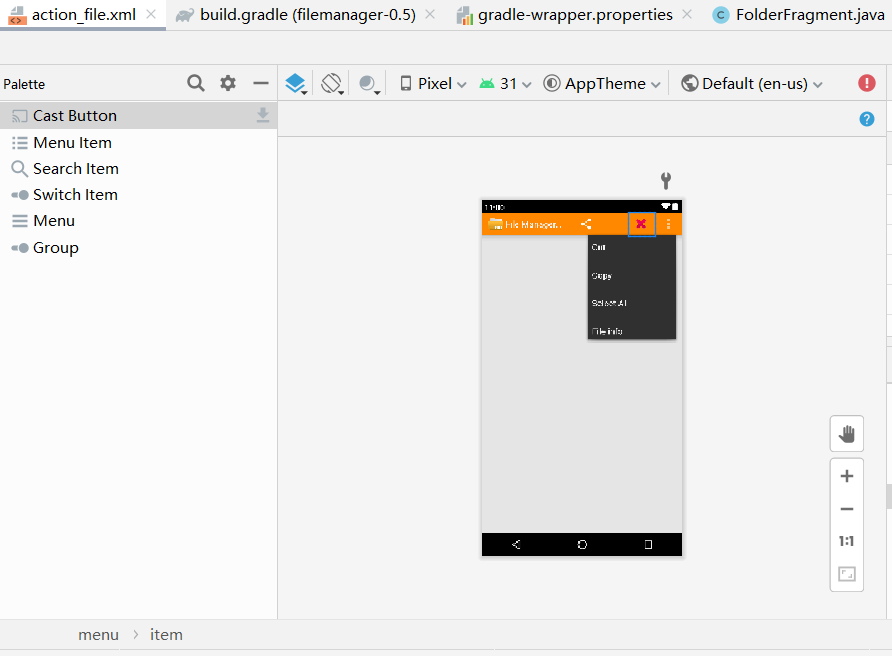 action_file.xml build.gradle (filemanager-0.5) gradle-wrapper.properties FolderFragment.java
Palette Pixel 31 AppTheme Default (en-us)
Cast Button
Menu Item
Search Item
Switch Item
Menu
Group
11:00
File Manager...
Cut
Copy
Select All
File info
1:1
menu › item